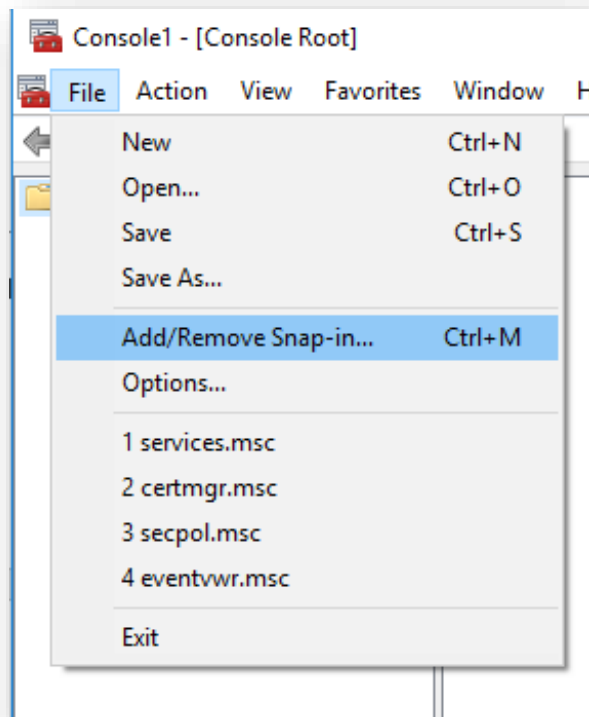 Console1 - [Console Root]
File Action View Favorites Window H
New Ctrl+N
Open... Ctrl+O
Save Ctrl+S
Save As...
Add/Remove Snap-in... Ctrl+M
Options...
1 services.msc
2 certmgr.msc
3 secpol.msc
4 eventvwr.msc
Exit